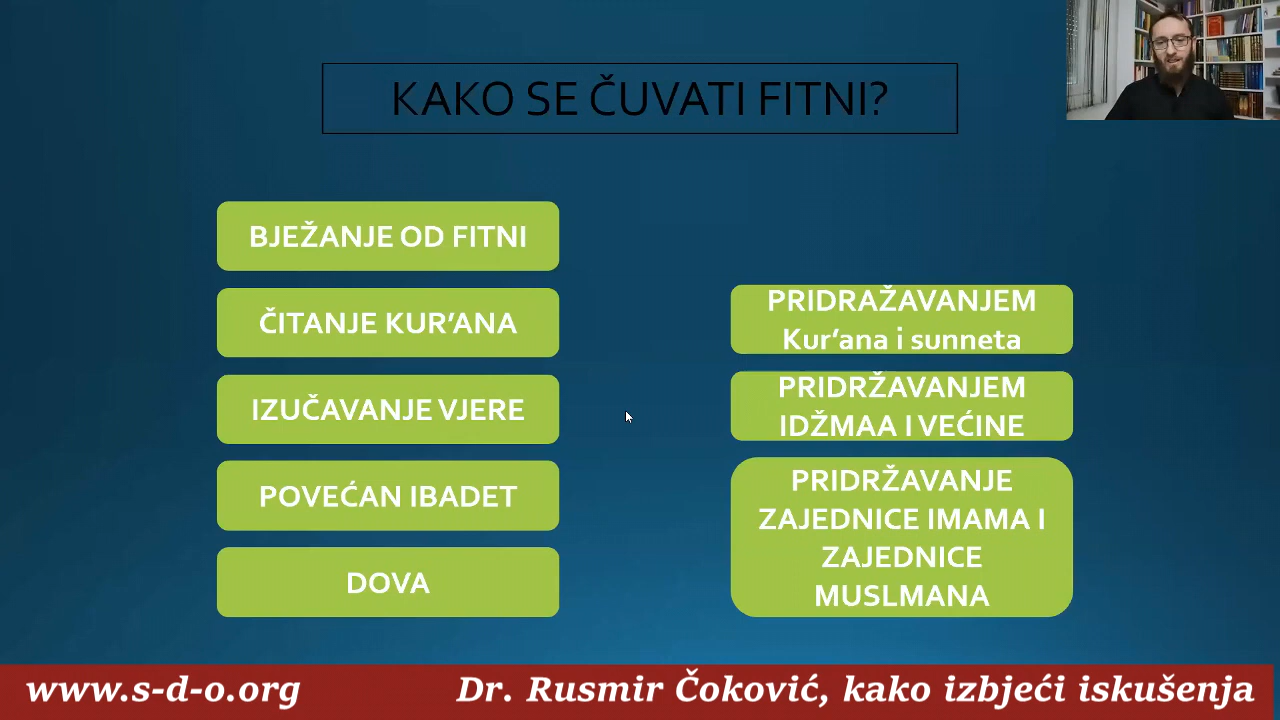 KAKO SE ČUVATI FITNI?
BJEŽANJE OD FITNI
ČITANJE KUR’ANA
IZUČAVANJE VJERE
POVEĆAN IBADET
DOVA
PRIDRAŽAVANJEM
Kur’ana i sunneta
PRIDRŽAVANJEM
IDŽMAA I VEĆINE
PRIDRŽAVANJE
ZAJEDNICE IMAMA I
ZAJEDNICE
MUSLMANA
www.s-d-o.org
Dr. Rusmir Čoković, kako izbjeći iskušenja